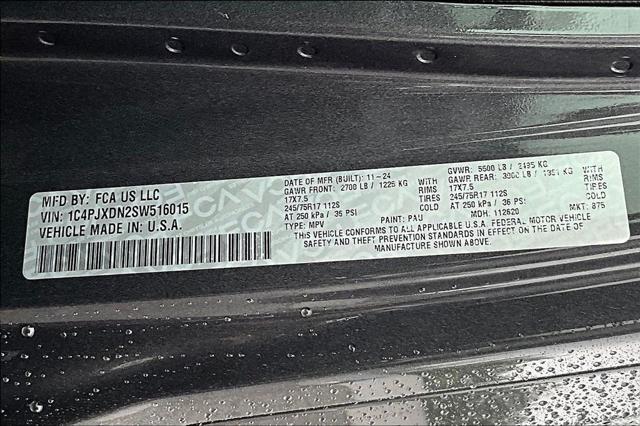 MFD BY: FCA US LLC
VIN: 1C4PJXDN2SW516015
VEHICLE MADE IN: U.S.A.
DATE OF MFR (BUILT): 11-24
GAWR FRONT: 2700 LB / 1225 KG WITH
17X7.5 RIMS
245/75R17 112S TIRES
AT 250 kPa / 36 PSI COLD
TYPE: MPV PAINT: PAU
GVWR: 5500 LB / 2495 KG
GAWR REAR: LB / KG WITH
17X7.5 RIMS
245/75R17 112S TIRES
AT 250 kPa / 36 PSI COLD
MDH: 112620 MKT: 875
THIS VEHICLE CONFORMS TO ALL APPLICABLE U.S.A. FEDERAL MOTOR VEHICLE
SAFETY AND THEFT PREVENTION STANDARDS IN EFFECT ON THE DATE OF
MANUFACTURE SHOWN ABOVE.